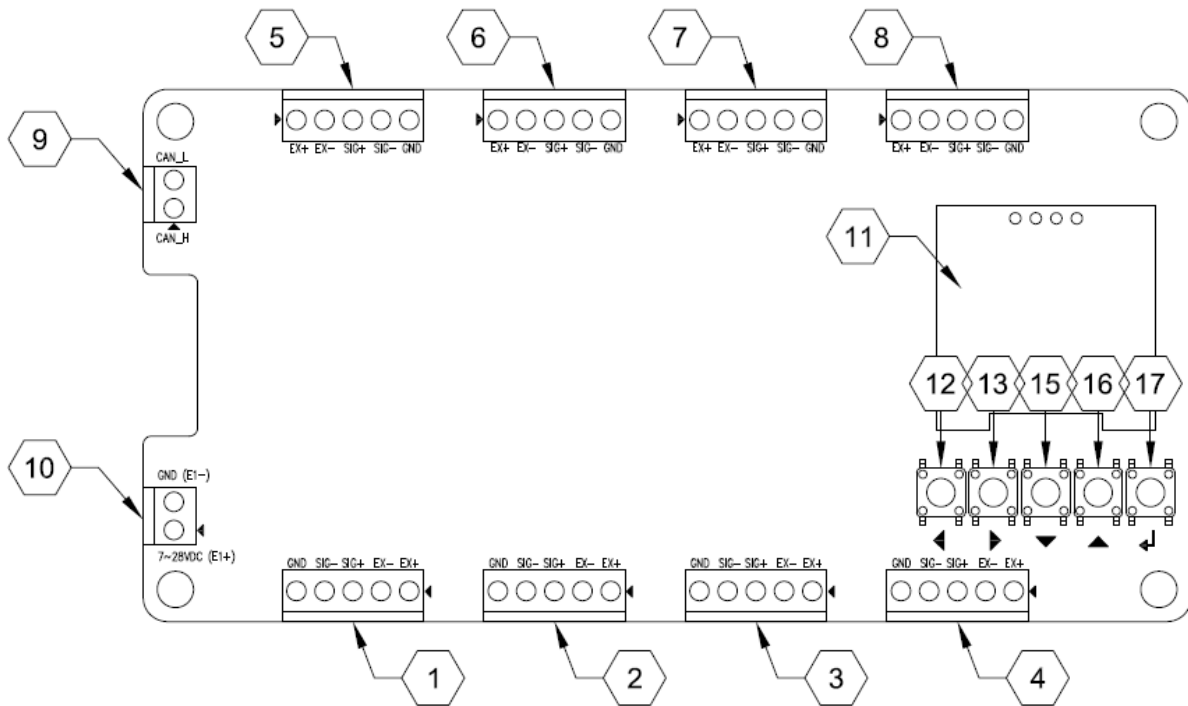 5 6 7 8
9
CAN_L
EX+ EX- SIG+ SIG- GND
EX+ EX- SIG+ SIG- GND
EX+ EX- SIG+ SIG- GND
EX+ EX- SIG+ SIG- GND
CAN_H
11
12 13 15 16 17
10
GND (E1-)
7~28VDC (E1+)
GND SIG- SIG+ EX- EX+
GND SIG- SIG+ EX- EX+
GND SIG- SIG+ EX- EX+
GND SIG- SIG+ EX- EX+
1 2 3 4